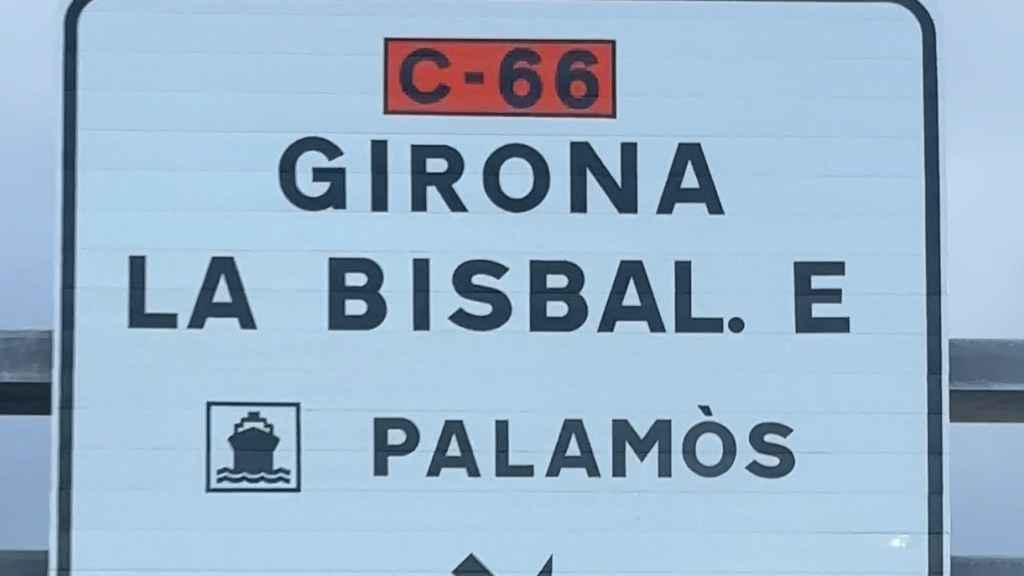 C-66
GIRONA
LA BISBAL. E
PALAMÒS